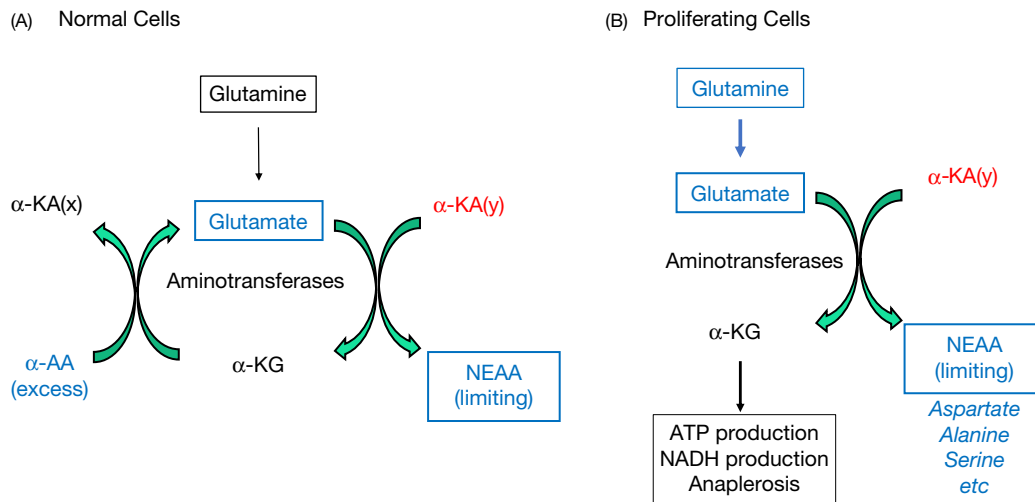 (A) Normal Cells
Glutamine
α-KA(x)
Glutamate
α-KA(y)
Aminotransferases
α-AA
(excess)
α-KG
NEAA
(limiting)
(B) Proliferating Cells
Glutamine
Glutamate
α-KA(y)
Aminotransferases
α-KG
NEAA
(limiting)
Aspartate
Alanine
Serine
etc
ATP production
NADH production
Anaplerosis